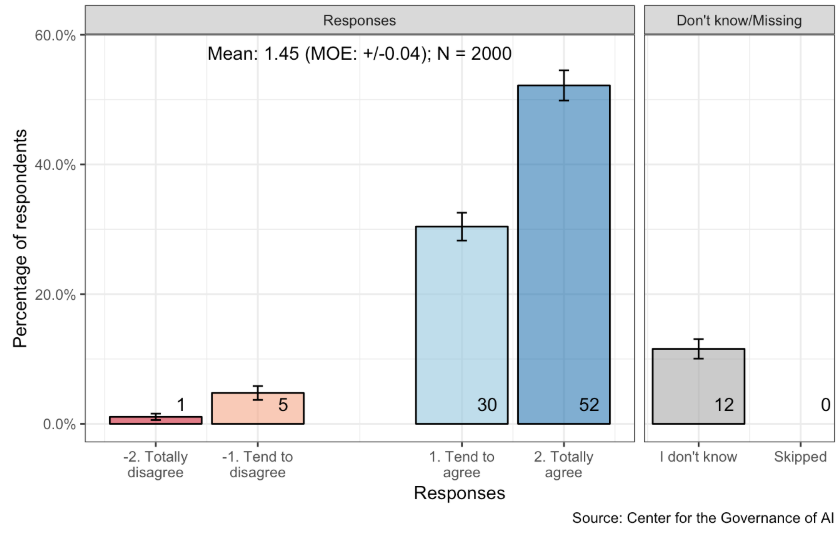 Responses
Don't know/Missing
Mean: 1.45 (MOE: +/-0.04); N = 2000
Percentage of respondents
60.0%
40.0%
20.0%
0.0%
1
5
30
52
12
0
-2. Totally
disagree
-1. Tend to
disagree
1. Tend to
agree
2. Totally
agree
I don't know
Skipped
Responses
Source: Center for the Governance of AI